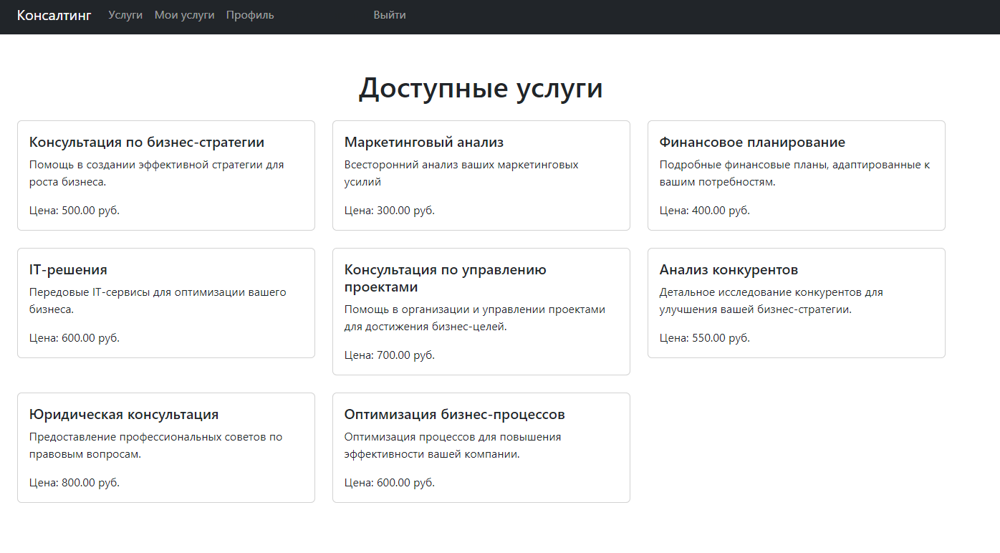 Консалтинг Услуги Мои услуги Профиль Выйти
Доступные услуги
Консультация по бизнес-стратегии
Помощь в создании эффективной стратегии для
роста бизнеса.
Цена: 500.00 руб.
Маркетинговый анализ
Всесторонний анализ ваших маркетинговых
усилий
Цена: 300.00 руб.
Финансовое планирование
Подробные финансовые планы, адаптированные к
вашим потребностям.
Цена: 400.00 руб.
IT-решения
Передовые IT-сервисы для оптимизации вашего
бизнеса.
Цена: 600.00 руб.
Консультация по управлению
проектами
Помощь в организации и управлении проектами
для достижения бизнес-целей.
Цена: 700.00 руб.
Анализ конкурентов
Детальное исследование конкурентов для
улучшения вашей бизнес-стратегии.
Цена: 550.00 руб.
Юридическая консультация
Предоставление профессиональных советов по
правовым вопросам.
Цена: 800.00 руб.
Оптимизация бизнес-процессов
Оптимизация процессов для повышения
эффективности вашей компании.
Цена: 600.00 руб.